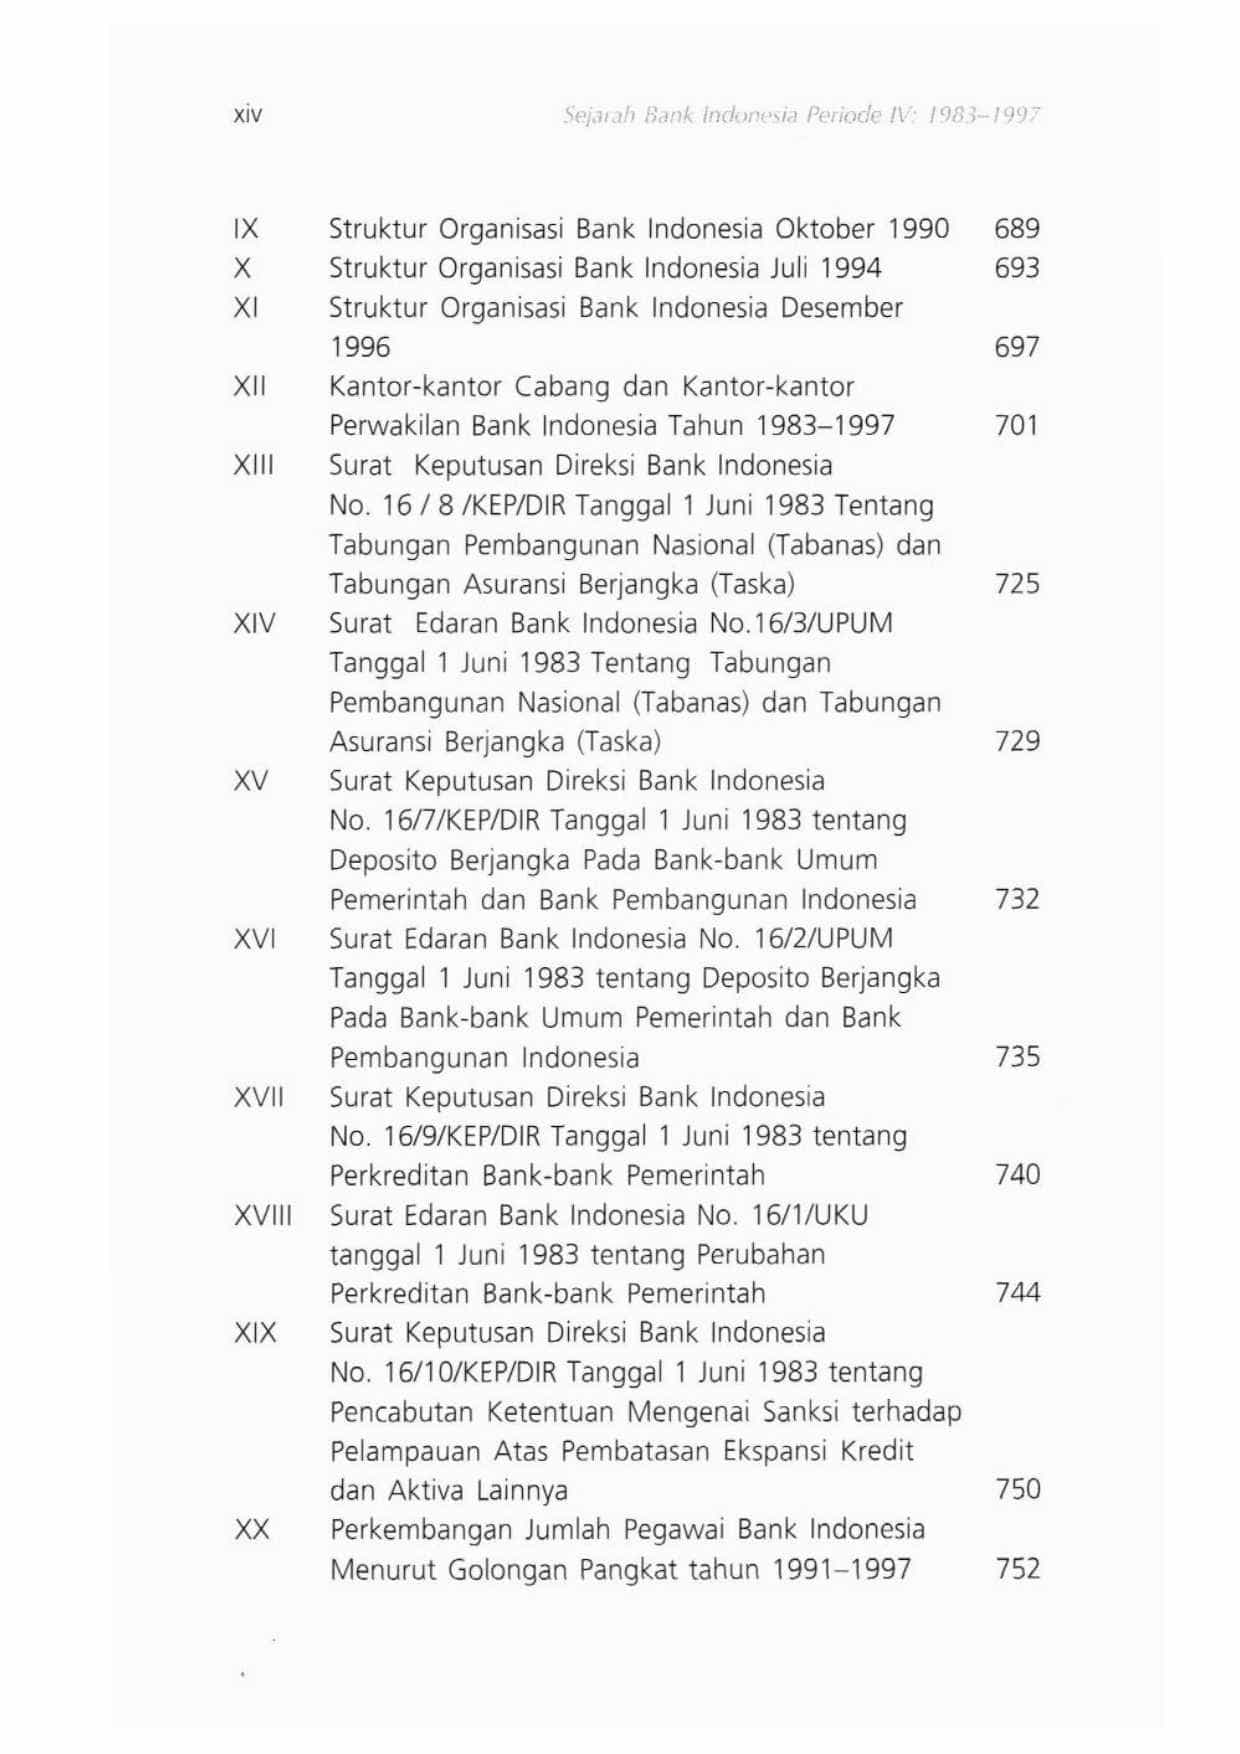 xiv Sejarah Bank Indonesia Periode IV: 1983–1997
IX Struktur Organisasi Bank Indonesia Oktober 1990 689
X Struktur Organisasi Bank Indonesia Juli 1994 693
XI Struktur Organisasi Bank Indonesia Desember
1996 697
XII Kantor-kantor Cabang dan Kantor-kantor
Perwakilan Bank Indonesia Tahun 1983–1997 701
XIII Surat Keputusan Direksi Bank Indonesia
No. 16 / 8 /KEP/DIR Tanggal 1 Juni 1983 Tentang
Tabungan Pembangunan Nasional (Tabanas) dan
Tabungan Asuransi Berjangka (Taska) 725
XIV Surat Edaran Bank Indonesia No.16/3/UPUM
Tanggal 1 Juni 1983 Tentang Tabungan
Pembangunan Nasional (Tabanas) dan Tabungan
Asuransi Berjangka (Taska) 729
XV Surat Keputusan Direksi Bank Indonesia
No. 16/7/KEP/DIR Tanggal 1 Juni 1983 tentang
Deposito Berjangka Pada Bank-bank Umum
Pemerintah dan Bank Pembangunan Indonesia 732
XVI Surat Edaran Bank Indonesia No. 16/2/UPUM
Tanggal 1 Juni 1983 tentang Deposito Berjangka
Pada Bank-bank Umum Pemerintah dan Bank
Pembangunan Indonesia 735
XVII Surat Keputusan Direksi Bank Indonesia
No. 16/9/KEP/DIR Tanggal 1 Juni 1983 tentang
Perkreditan Bank-bank Pemerintah 740
XVIII Surat Edaran Bank Indonesia No. 16/1/UKU
tanggal 1 Juni 1983 tentang Perubahan
Perkreditan Bank-bank Pemerintah 744
XIX Surat Keputusan Direksi Bank Indonesia
No. 16/10/KEP/DIR Tanggal 1 Juni 1983 tentang
Pencabutan Ketentuan Mengenai Sanksi terhadap
Pelampauan Atas Pembatasan Ekspansi Kredit
dan Aktiva Lainnya 750
XX Perkembangan Jumlah Pegawai Bank Indonesia
Menurut Golongan Pangkat tahun 1991–1997 752